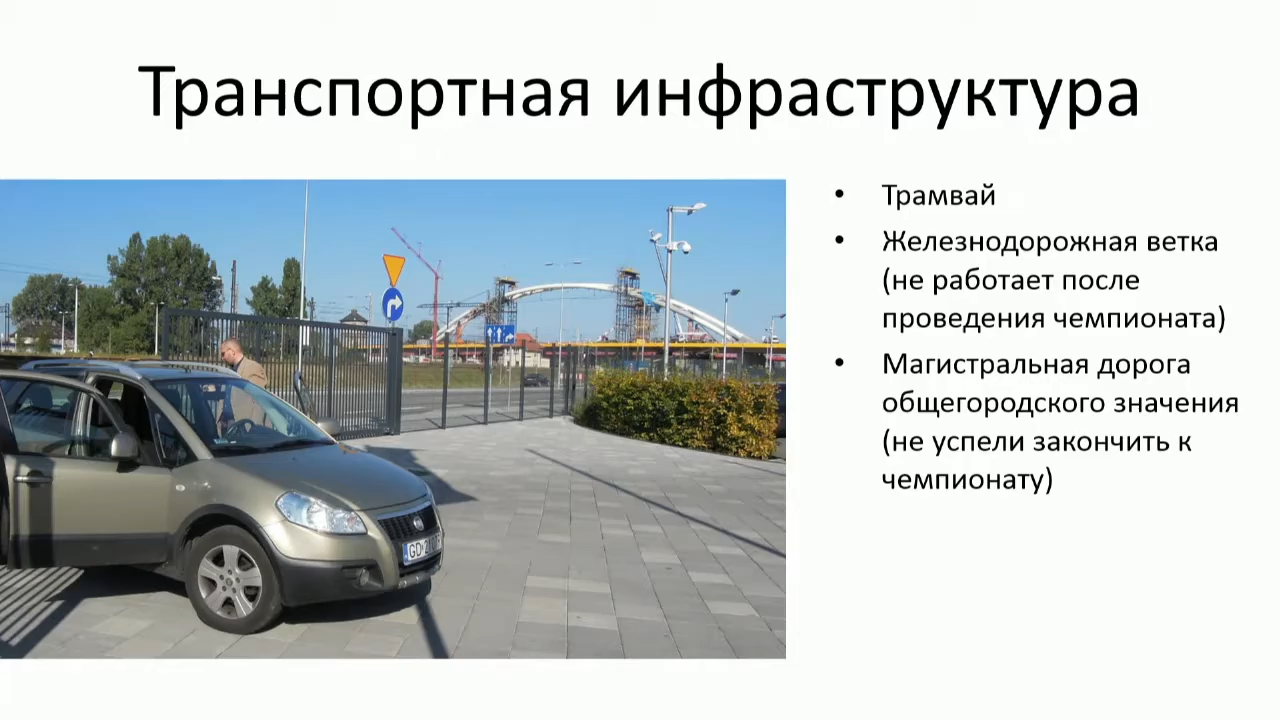 Транспортная инфраструктура
• Трамвай
• Железнодорожная ветка
(не работает после
проведения чемпионата)
• Магистральная дорога
общегородского значения
(не успели закончить к
чемпионату)